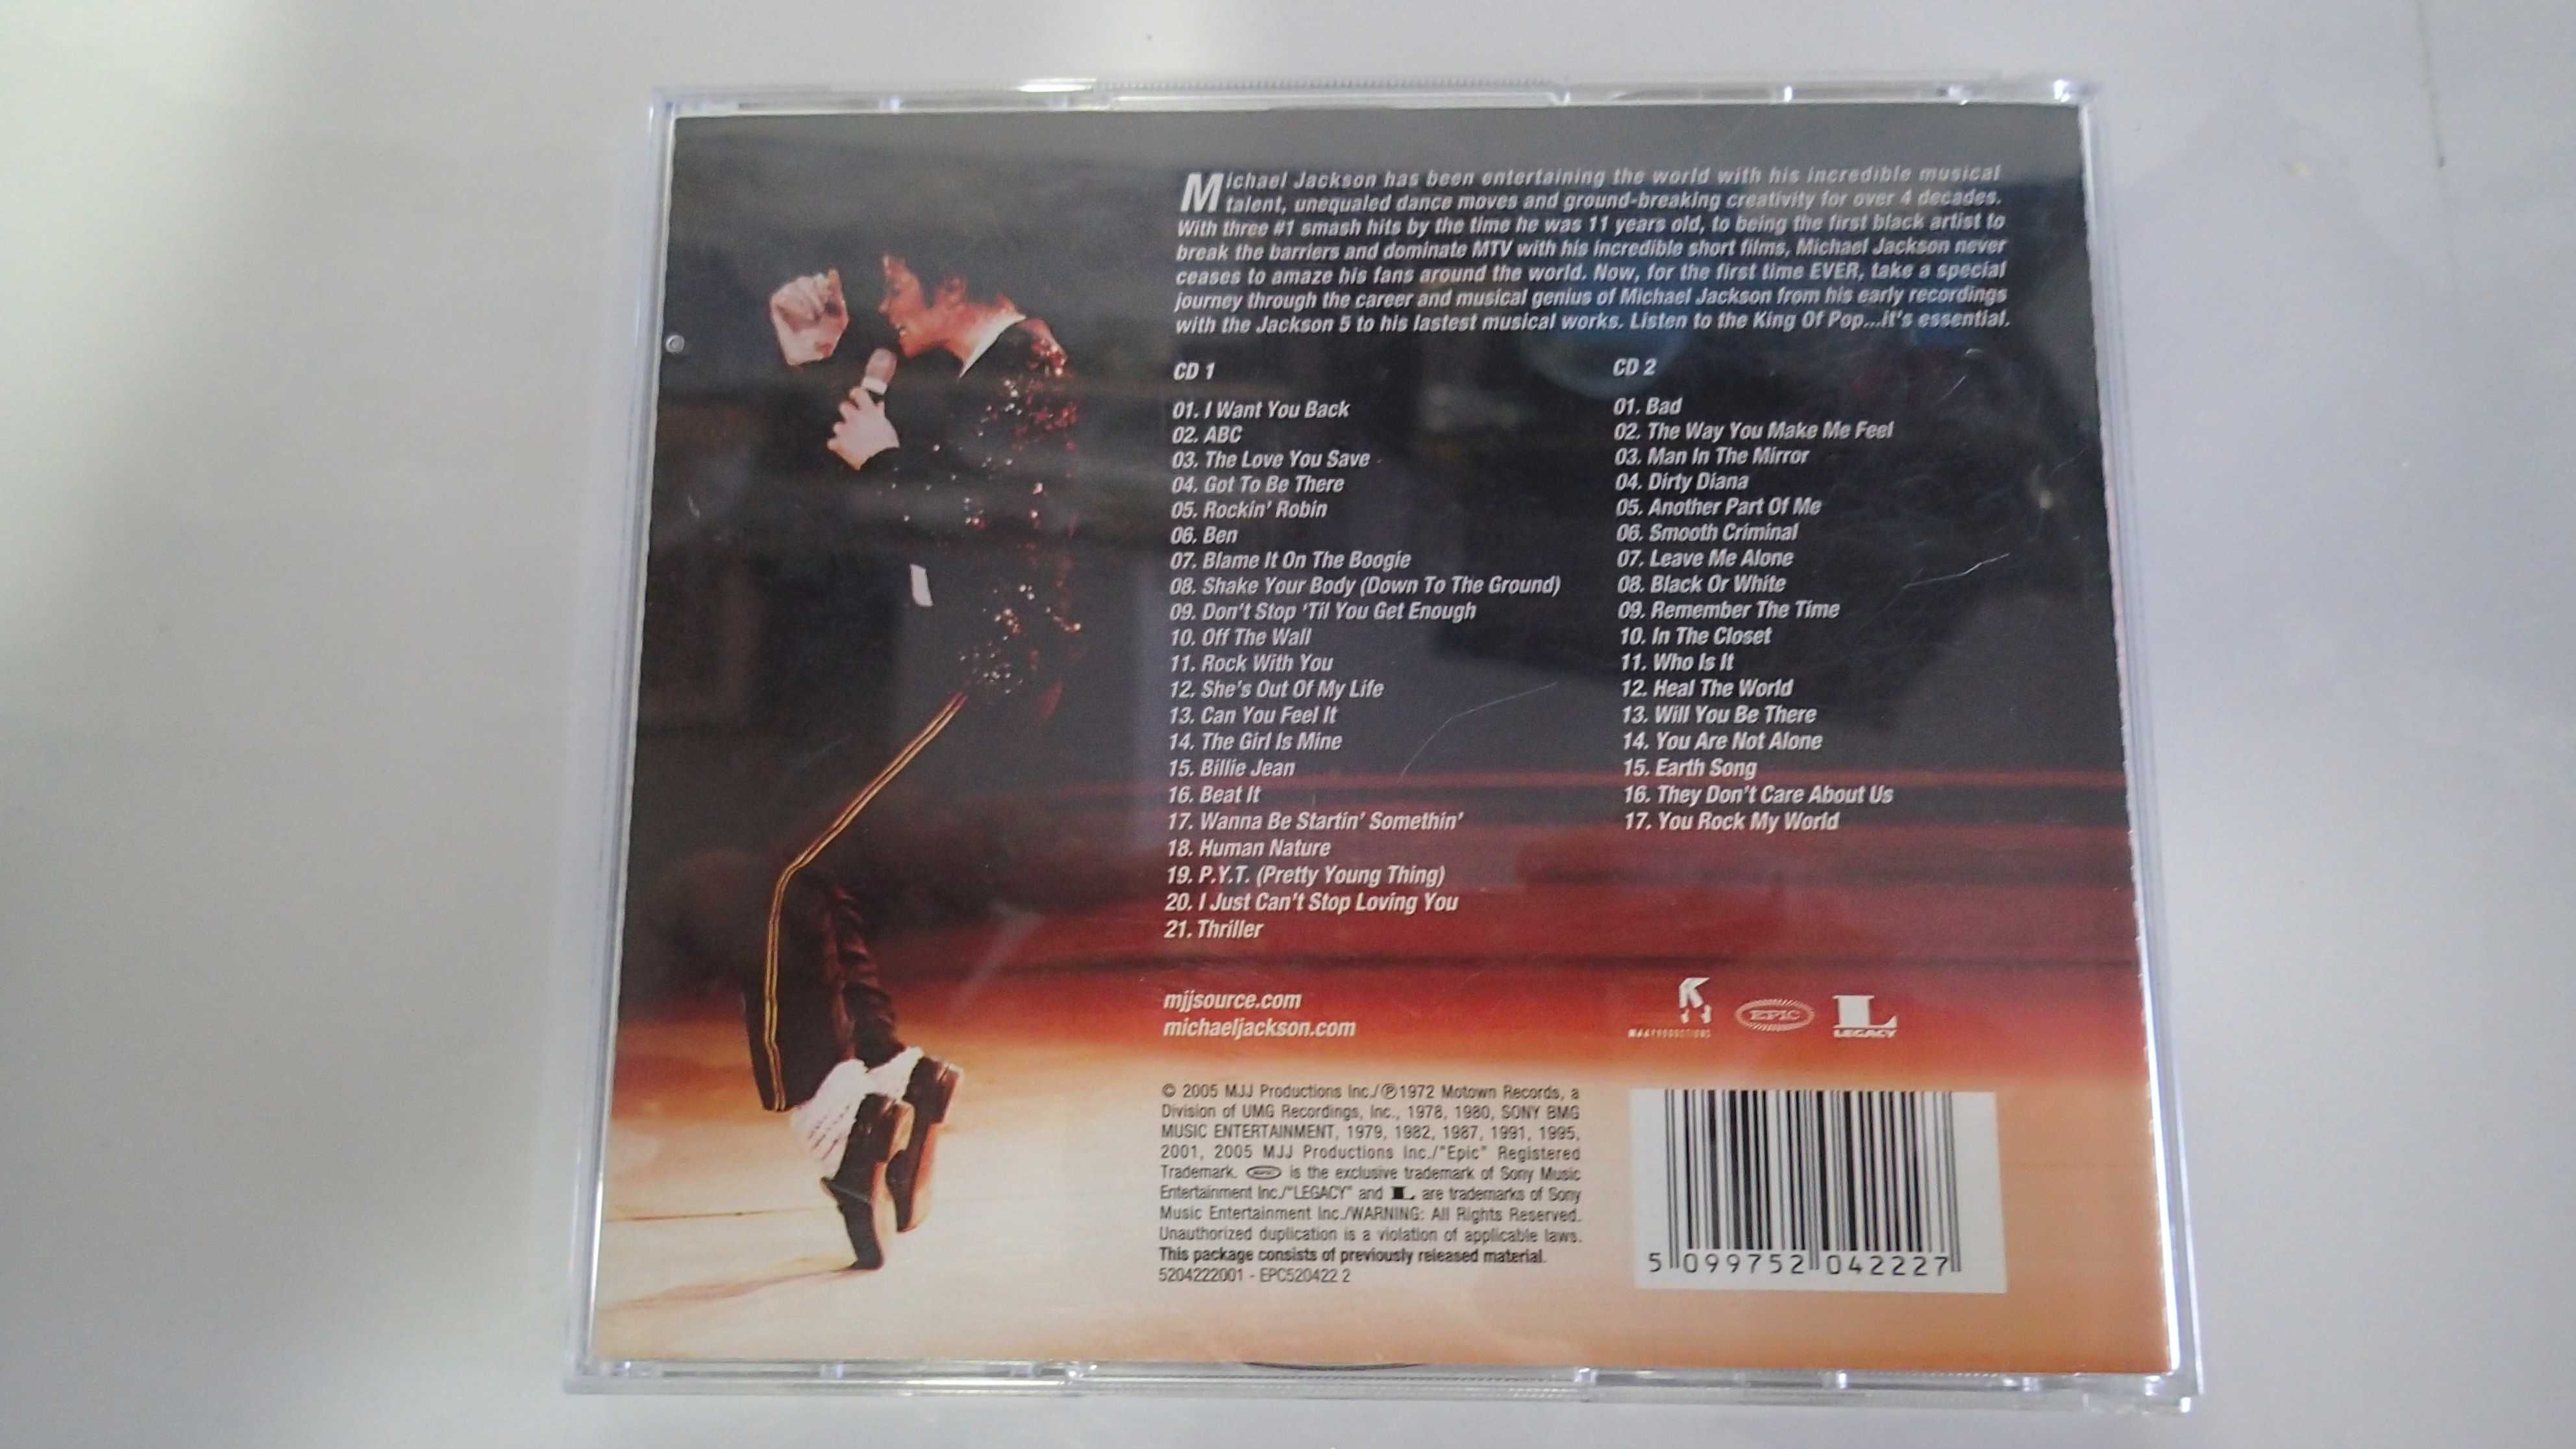 Michael Jackson has been entertaining the world with his incredible musical
talent, unequaled dance moves and ground-breaking creativity for over 4 decades.
With three #1 smash hits by the time he was 11 years old, to being the first black artist to
break the barriers and dominate MTV with his incredible short films, Michael Jackson never
ceases to amaze his fans around the world. Now, for the first time EVER, take a special
journey through the career and musical genius of Michael Jackson from his early recordings
with the Jackson 5 to his lastest musical works. Listen to the King Of Pop...it's essential.
CD 1
01. I Want You Back
02. ABC
03. The Love You Save
04. Got To Be There
05. Rockin' Robin
06. Ben
07. Blame It On The Boogie
08. Shake Your Body (Down To The Ground)
09. Don't Stop 'Til You Get Enough
10. Off The Wall
11. Rock With You
12. She's Out Of My Life
13. Can You Feel It
14. The Girl Is Mine
15. Billie Jean
16. Beat It
17. Wanna Be Startin' Somethin'
18. Human Nature
19. P.Y.T. (Pretty Young Thing)
20. I Just Can't Stop Loving You
21. Thriller
CD 2
01. Bad
02. The Way You Make Me Feel
03. Man In The Mirror
04. Dirty Diana
05. Another Part Of Me
06. Smooth Criminal
07. Leave Me Alone
08. Black Or White
09. Remember The Time
10. In The Closet
11. Who Is It
12. Heal The World
13. Will You Be There
14. You Are Not Alone
15. Earth Song
16. They Don't Care About Us
17. You Rock My World
mjjsource.com
michaeljackson.com
EPIC
L
LEGACY
© 2005 MJJ Productions Inc./℗1972 Motown Records, a
Division of UMG Recordings, Inc., 1978, 1980, SONY BMG
MUSIC ENTERTAINMENT, 1979, 1982, 1987, 1991, 1995,
2001, 2005 MJJ Productions Inc./"Epic" Registered
Trademark. EPIC is the exclusive trademark of Sony Music
Entertainment Inc./"LEGACY" and L are trademarks of Sony
Music Entertainment Inc./WARNING: All Rights Reserved.
Unauthorized duplication is a violation of applicable laws.
This package consists of previously released material.
5204222001 - EPC520422 2
5 099752 042227